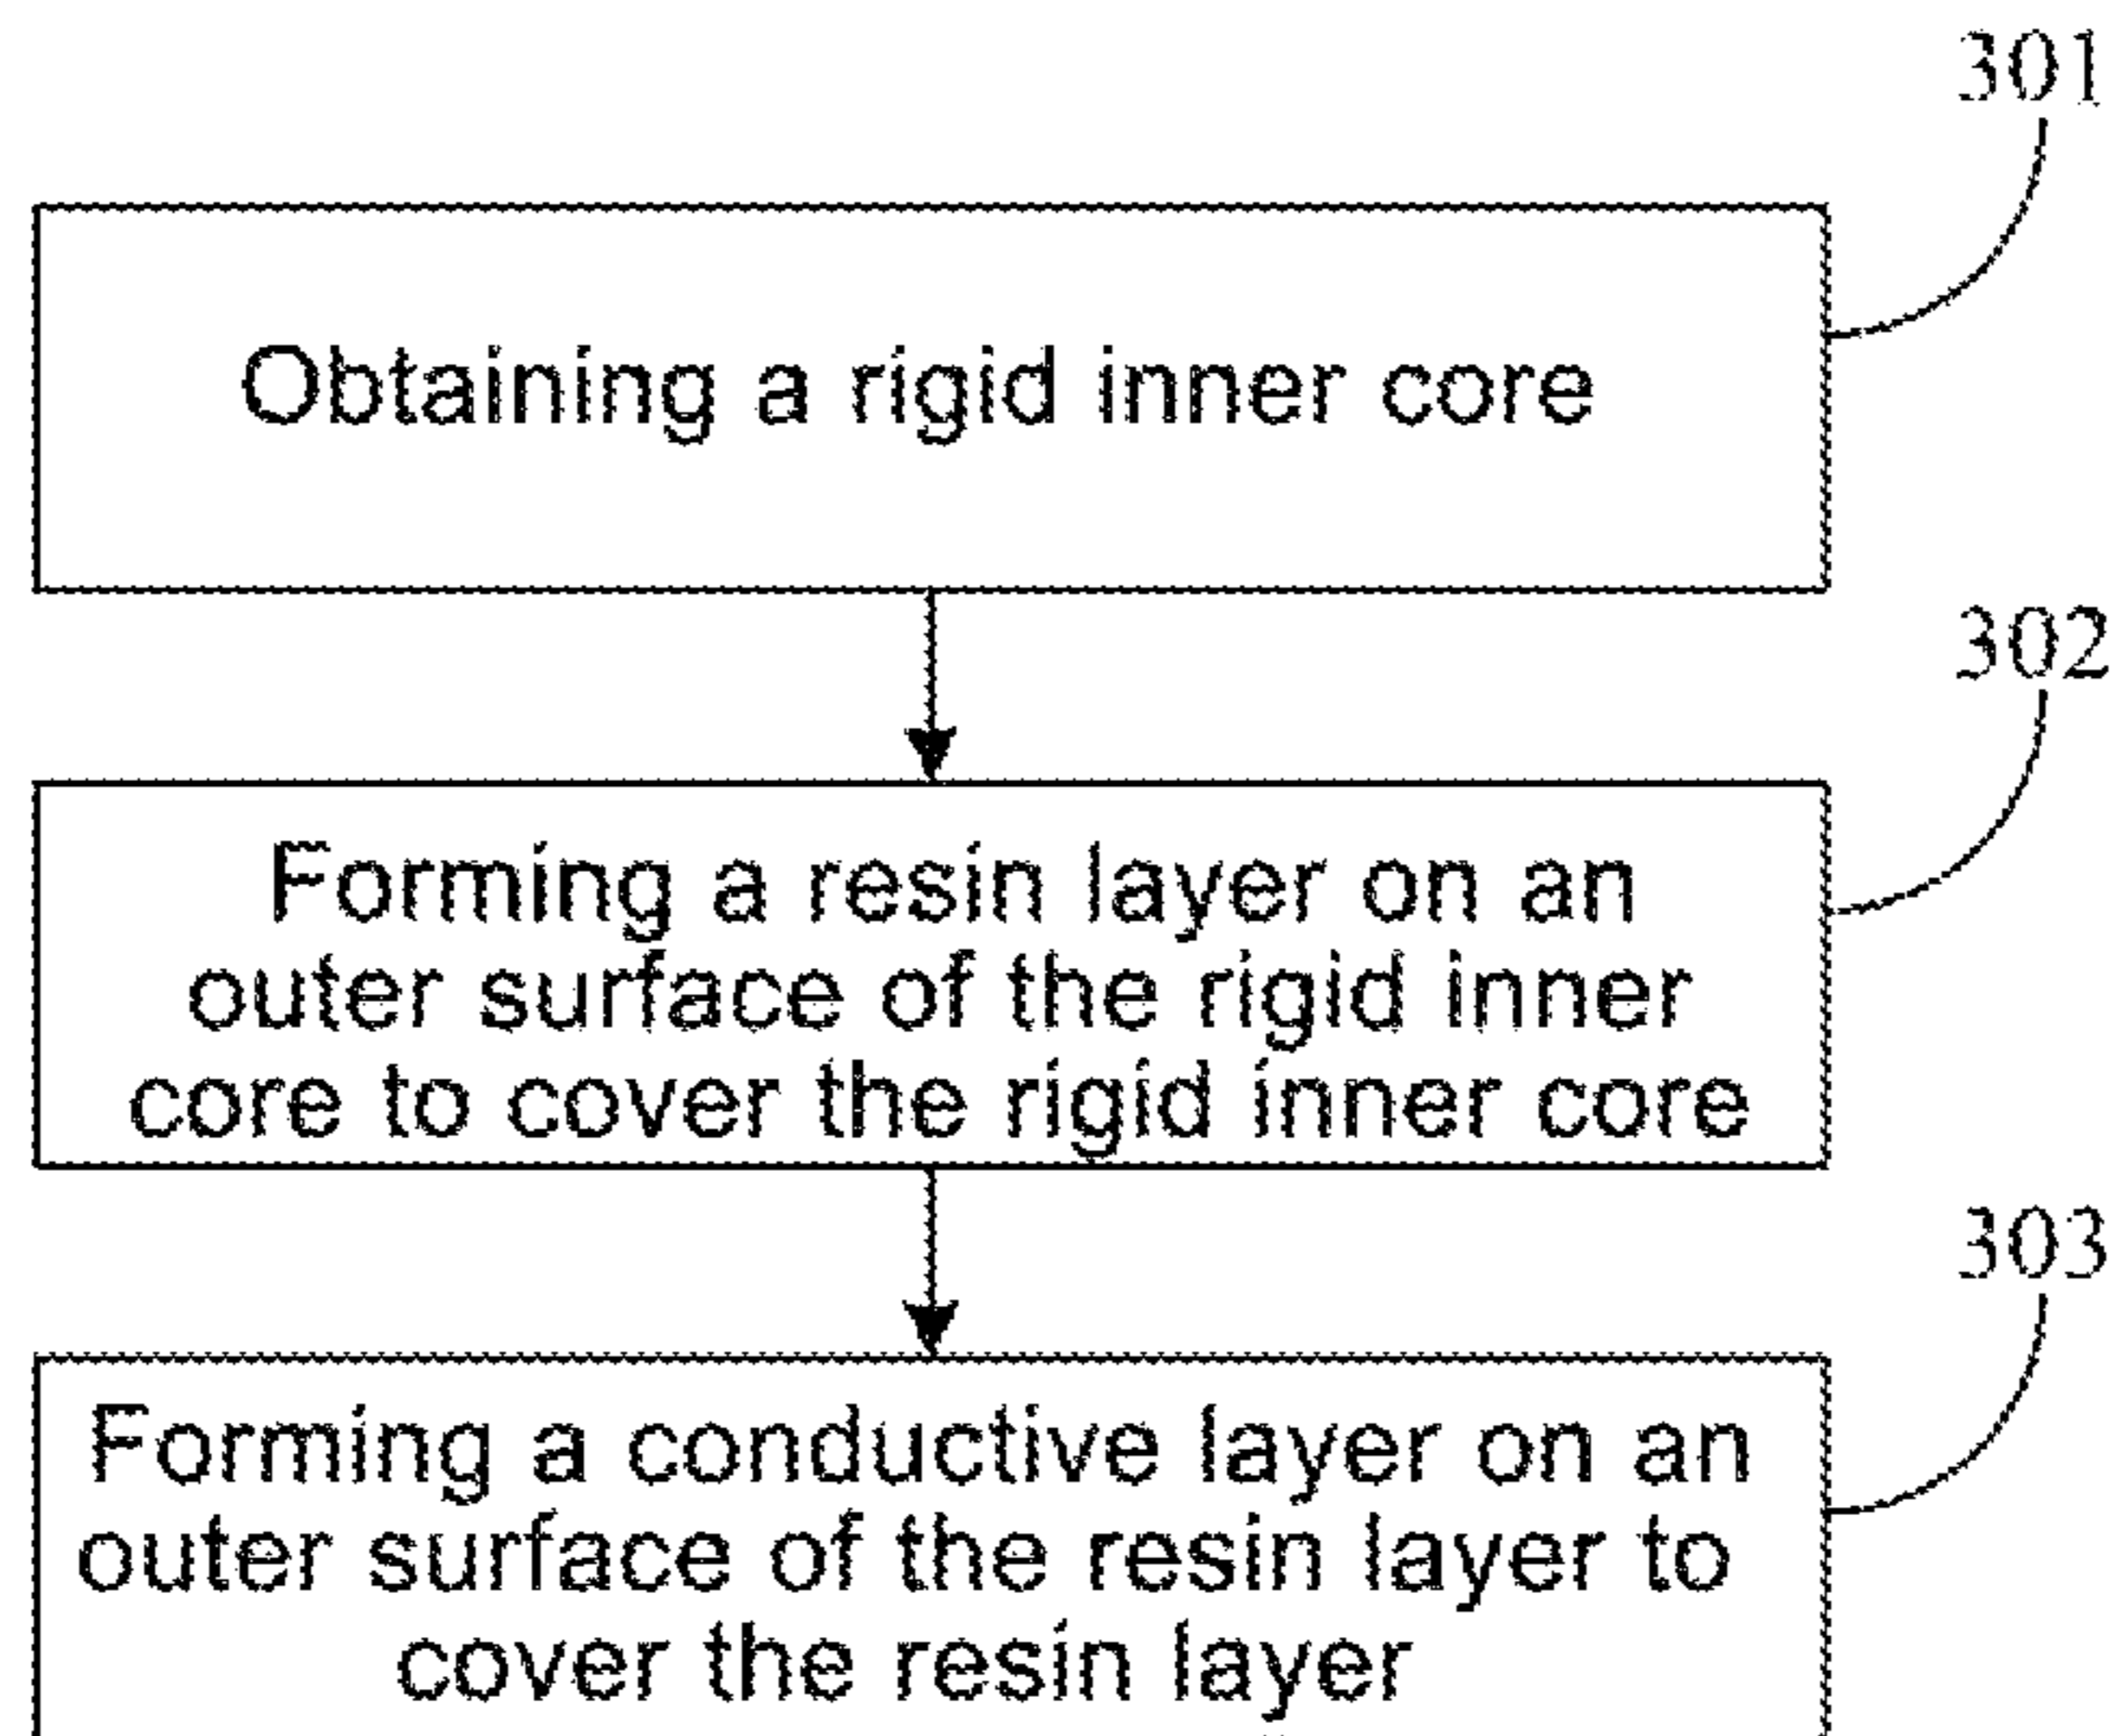 301
Obtaining a rigid inner core
302
Forming a resin layer on an
outer surface of the rigid inner
core to cover the rigid inner core
303
Forming a conductive layer on an
outer surface of the resin layer to
cover the resin layer